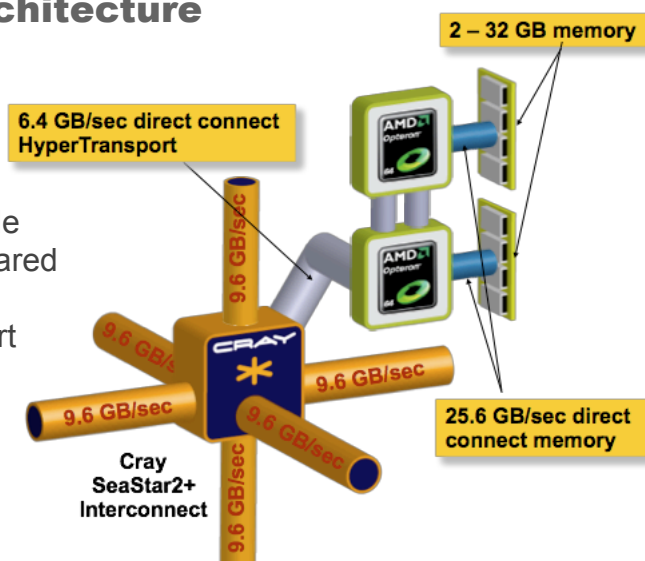 2 – 32 GB memory
6.4 GB/sec direct connect
HyperTransport
AMD
Opteron
64
AMD
Opteron
64
9.6 GB/sec
9.6 GB/s
CRAY
9.6 GB/sec
9.6 GB/sec
9.6 GB/sec
9.6 GB/sec
25.6 GB/sec direct
connect memory
Cray
SeaStar2+
Interconnect